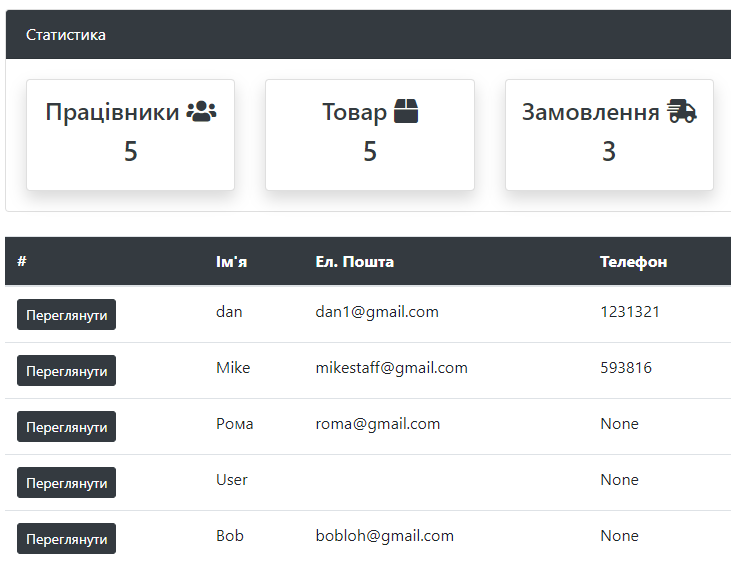 Статистика
Працівники Товар Замовлення
5 5 3
# Ім'я Ел. Пошта Телефон
Переглянути dan dan1@gmail.com 1231321
Переглянути Mike mikestaff@gmail.com 593816
Переглянути Рома roma@gmail.com None
Переглянути User None
Переглянути Bob bobloh@gmail.com None